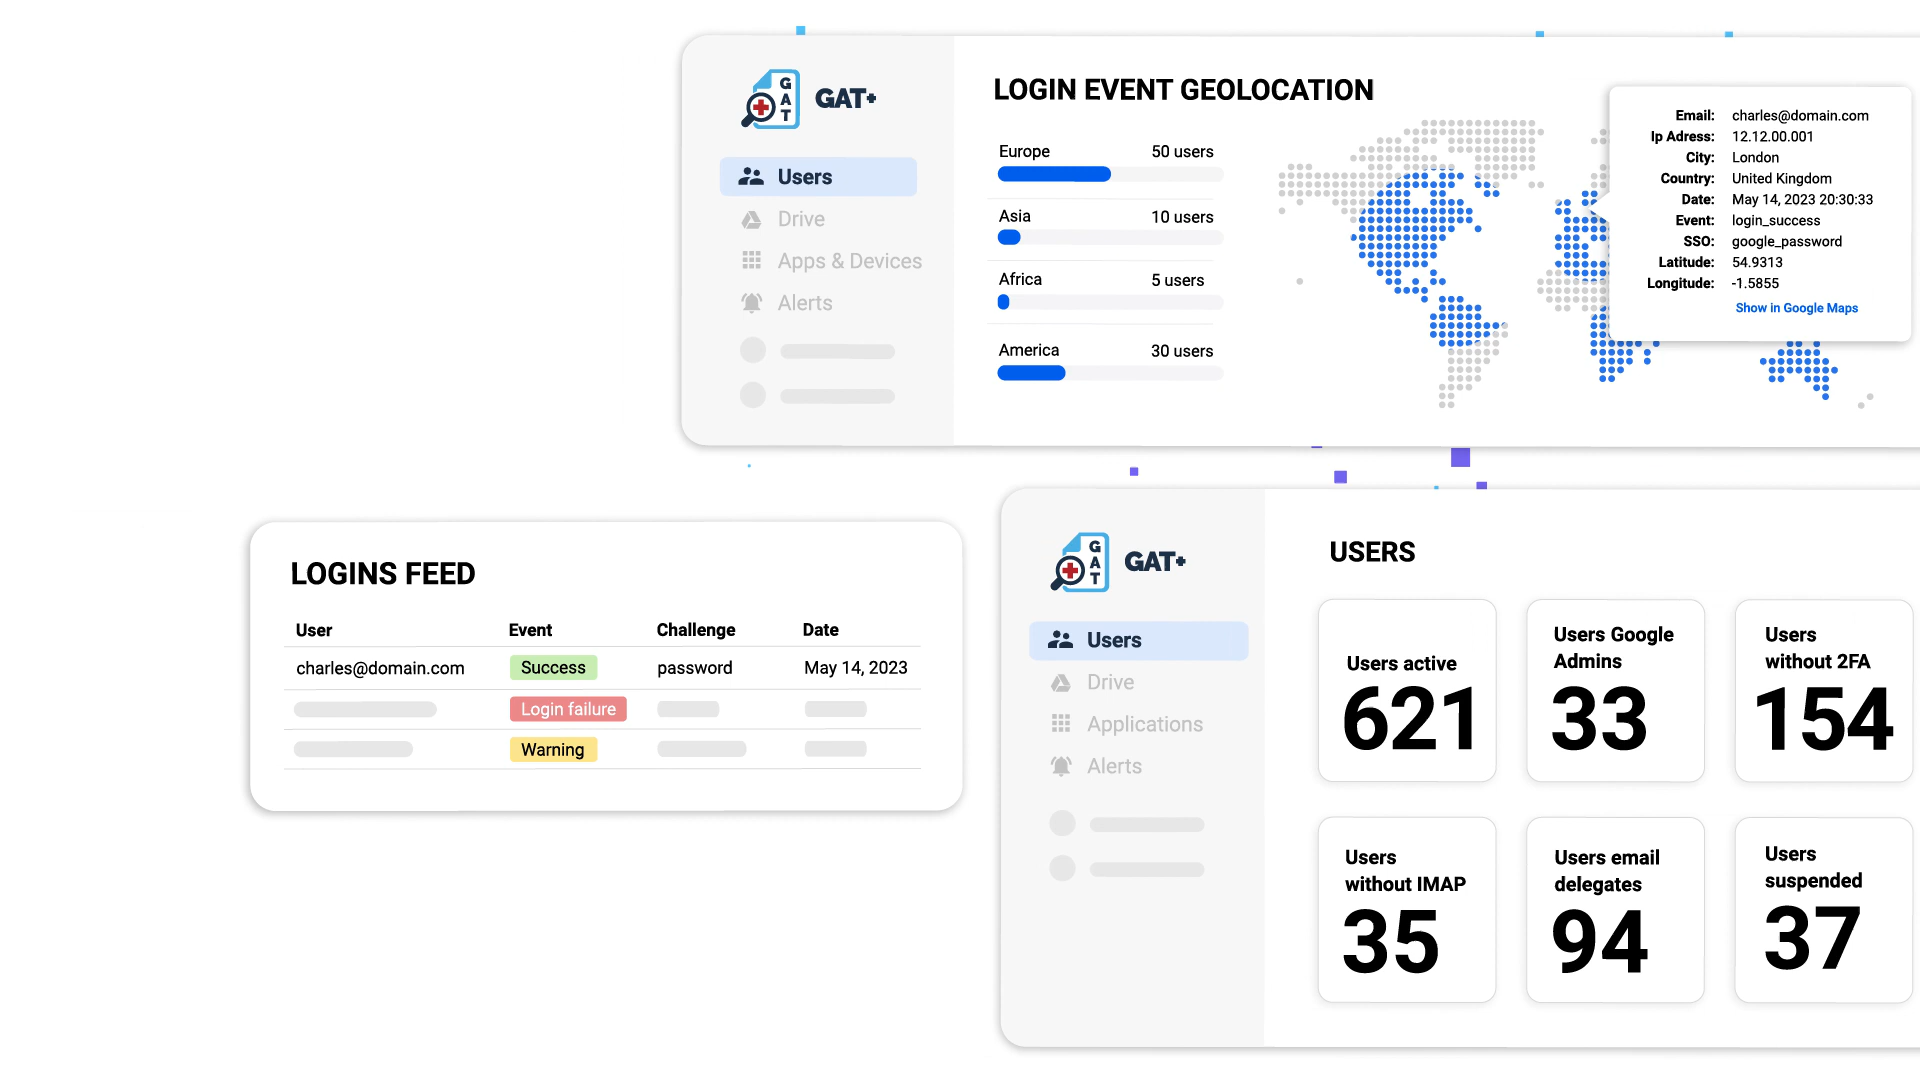 GAT
GAT+
Users
Drive
Apps & Devices
Alerts
LOGIN EVENT GEOLOCATION
Europe 50 users
Asia 10 users
Africa 5 users
America 30 users
Email: charles@domain.com
Ip Adress: 12.12.00.001
City: London
Country: United Kingdom
Date: May 14, 2023 20:30:33
Event: login_success
SSO: google_password
Latitude: 54.9313
Longitude: -1.5855
Show in Google Maps
LOGINS FEED
User Event Challenge Date
charles@domain.com Success password May 14, 2023
Login failure
Warning
GAT
GAT+
Users
Drive
Applications
Alerts
USERS
Users active
621
Users Google
Admins
33
Users
without 2FA
154
Users
without IMAP
35
Users email
delegates
94
Users
suspended
37